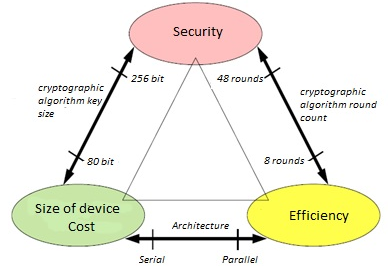 Security
256 bit
48 rounds
cryptographic
algorithm key
size
cryptographic
algorithm round
count
80 bit
8 rounds
Size of device
Cost
Architecture
Efficiency
Serial
Parallel